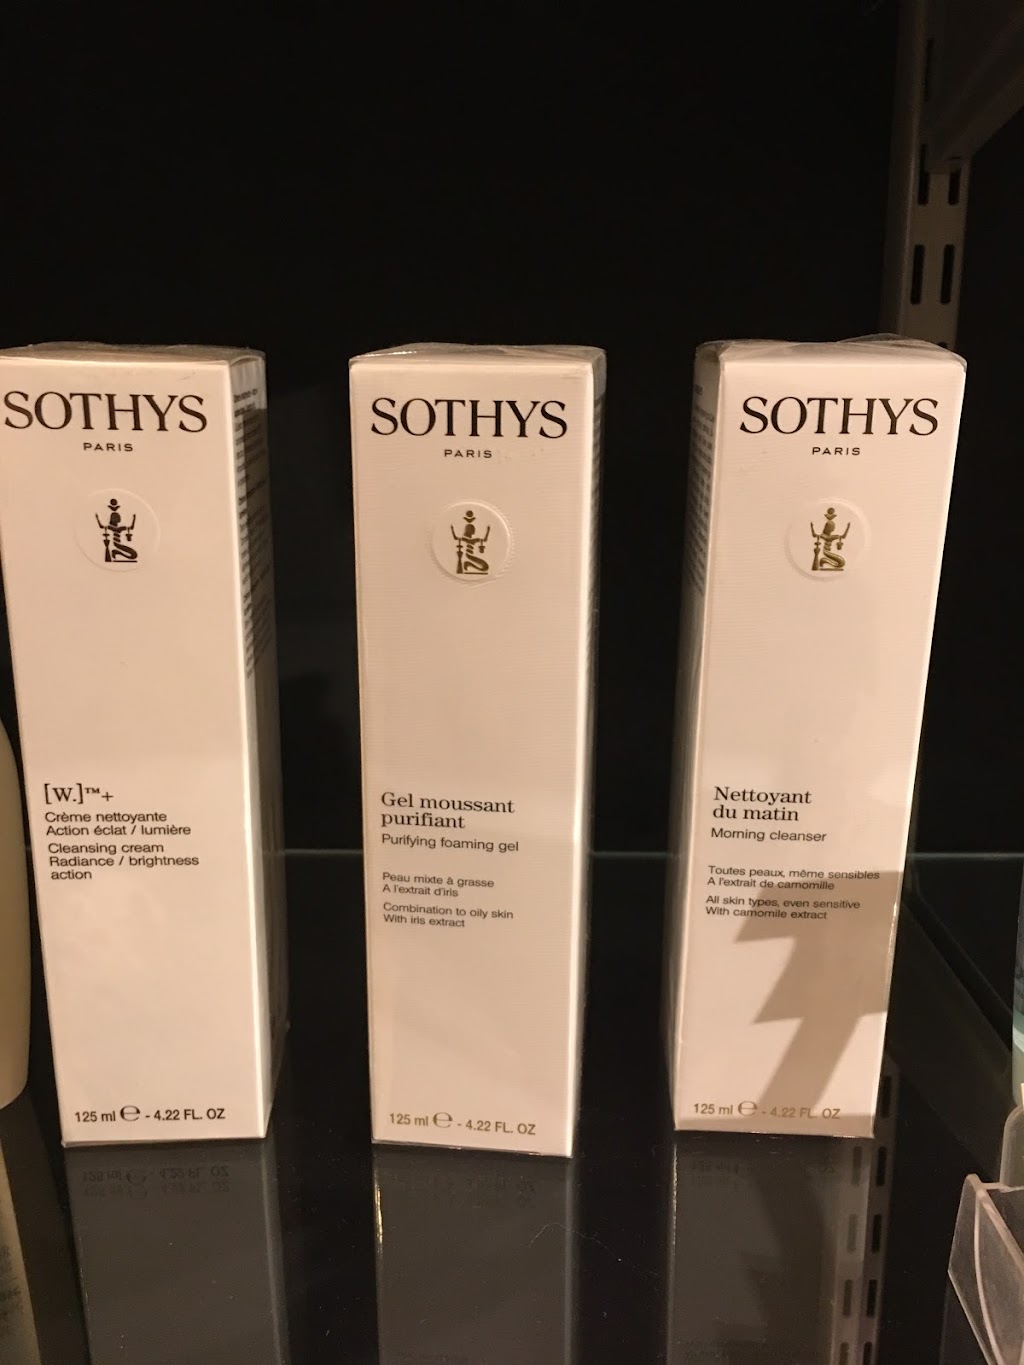 SOTHYS
PARIS
[W.]™+
Crème nettoyante
Action éclat / lumière
Cleansing cream
Radiance / brightness
action
125 ml ℮ - 4.22 FL. OZ
SOTHYS
PARIS
Gel moussant
purifiant
Purifying foaming gel
Peau mixte à grasse
A l'extrait d'iris
Combination to oily skin
With iris extract
125 ml ℮ - 4.22 FL. OZ
SOTHYS
PARIS
Nettoyant
du matin
Morning cleanser
Toutes peaux, même sensibles
A l'extrait de camomille
All skin types, even sensitive
With camomile extract
125 ml ℮ - 4.22 FL. OZ